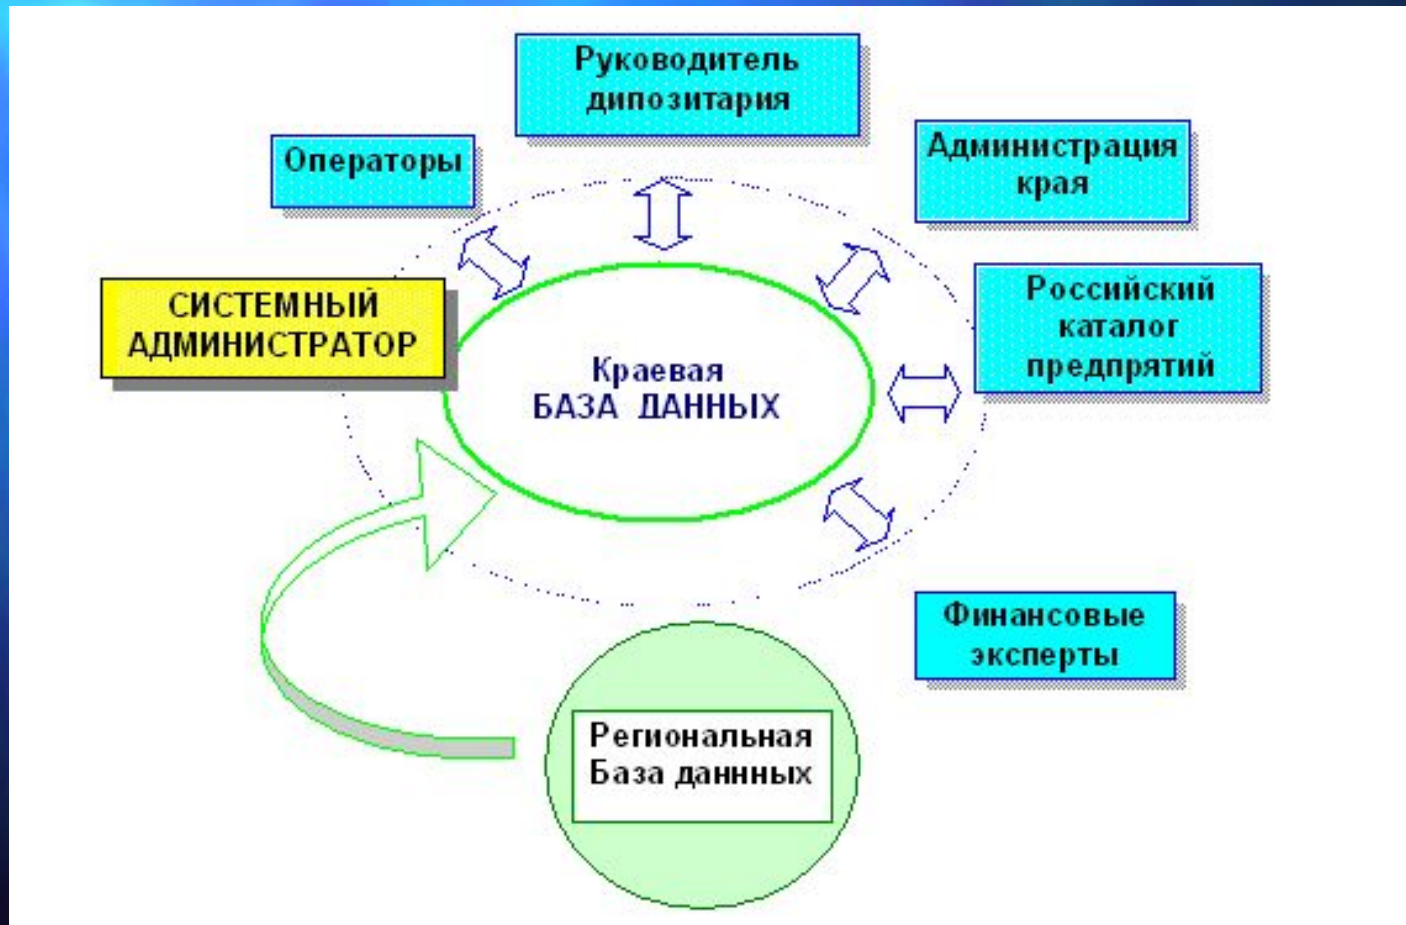 Руководитель
дипозитария
Операторы
Администрация
края
СИСТЕМНЫЙ
АДМИНИСТРАТОР
Российский
каталог
предпрятий
Краевая
БАЗА ДАННЫХ
Финансовые
эксперты
Региональная
База даннных